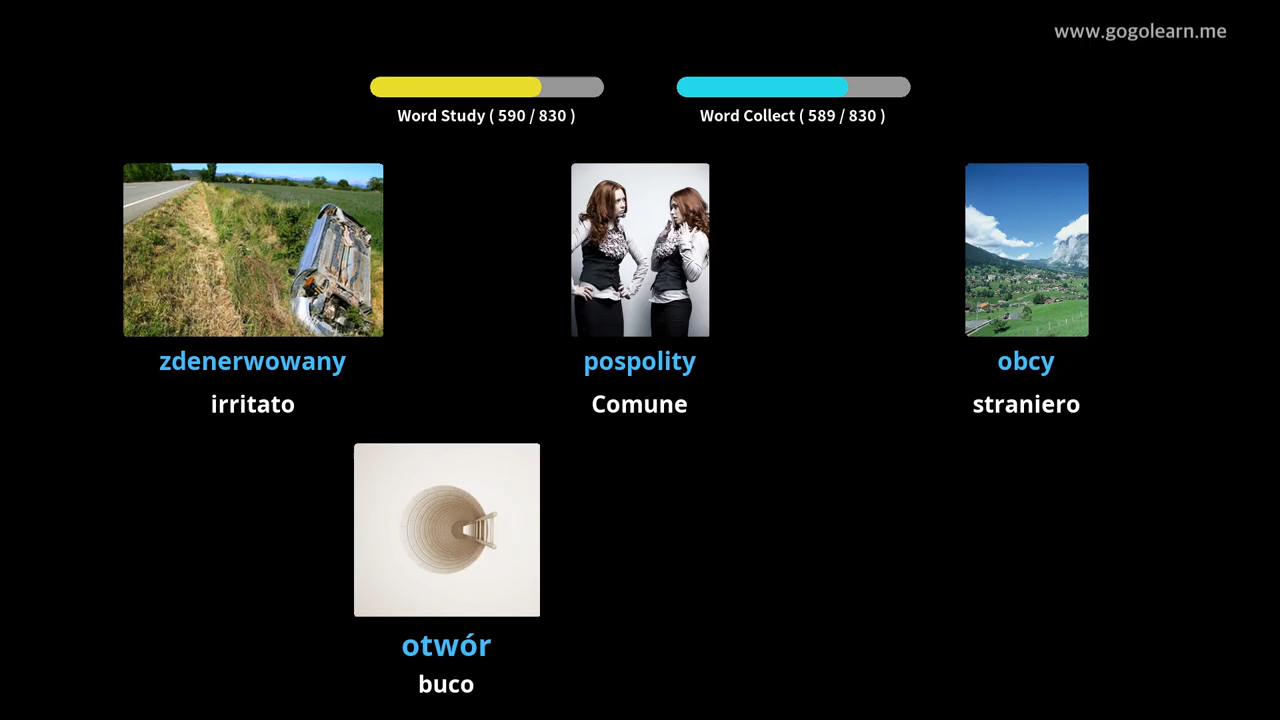 www.gogolearn.me
Word Study ( 590 / 830 )
Word Collect ( 589 / 830 )
zdenerwowany
pospolity
obcy
irritato
Comune
straniero
otwór
buco